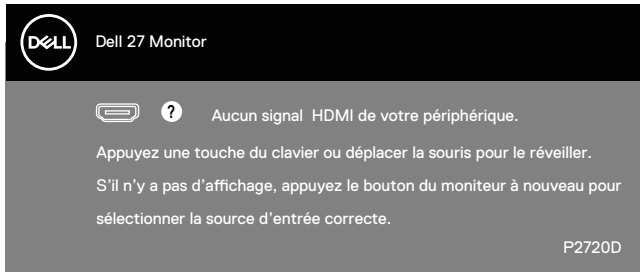 DELL
Dell 27 Monitor
? Aucun signal HDMI de votre périphérique.
Appuyez une touche du clavier ou déplacer la souris pour le réveiller.
S'il n'y a pas d'affichage, appuyez le bouton du moniteur à nouveau pour
sélectionner la source d'entrée correcte.
P2720D